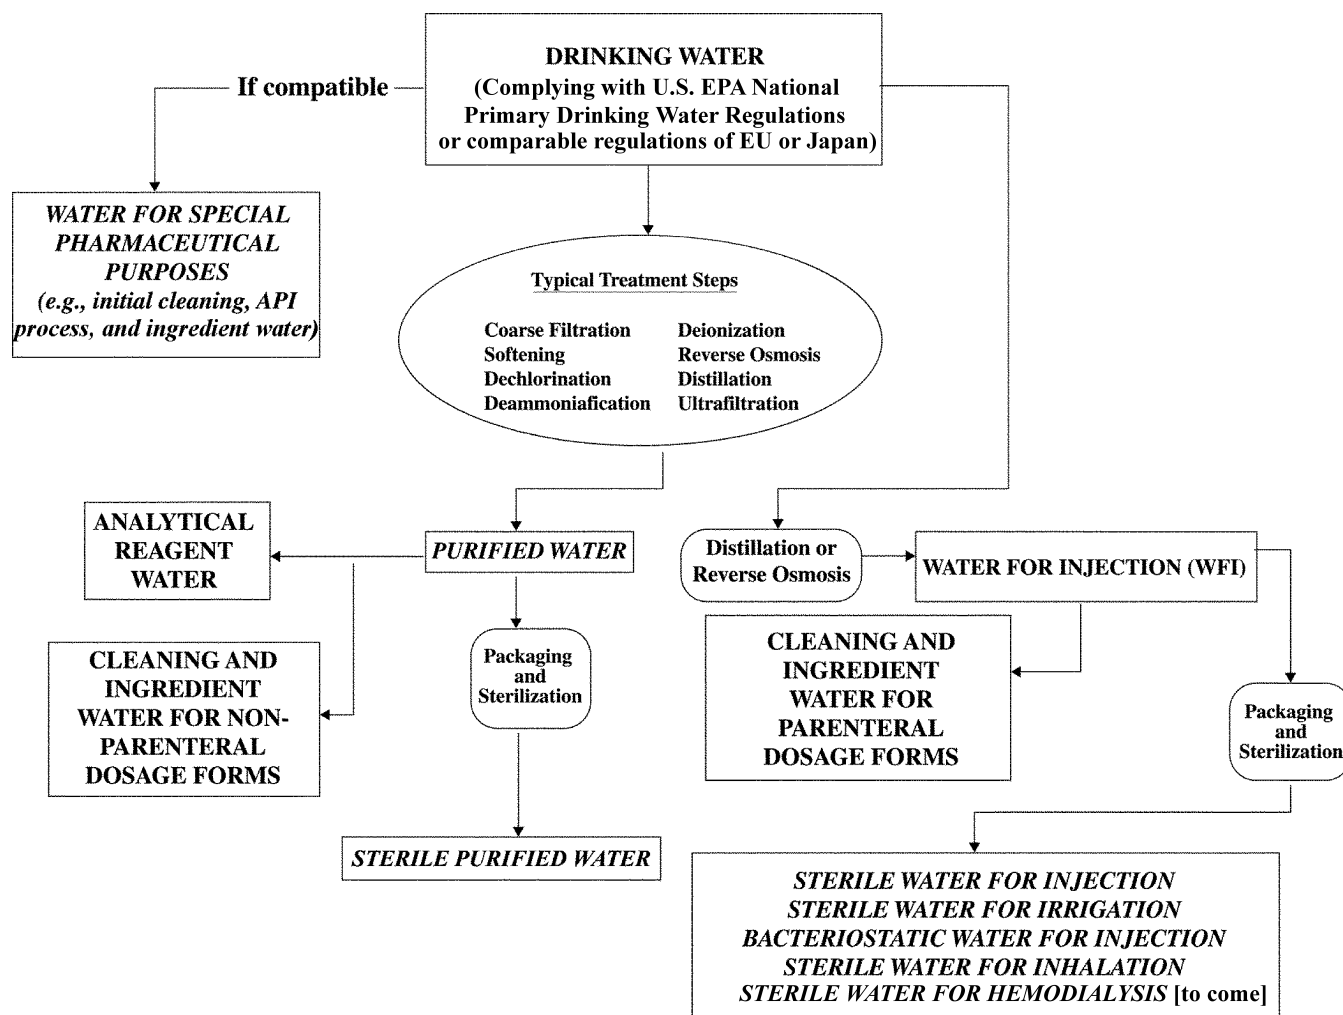 DRINKING WATER
(Complying with U.S. EPA National
Primary Drinking Water Regulations
or comparable regulations of EU or Japan)
If compatible
WATER FOR SPECIAL
PHARMACEUTICAL
PURPOSES
(e.g., initial cleaning, API
process, and ingredient water)
Typical Treatment Steps
Coarse Filtration
Softening
Dechlorination
Deammoniafication
Deionization
Reverse Osmosis
Distillation
Ultrafiltration
ANALYTICAL
REAGENT
WATER
PURIFIED WATER
Distillation or
Reverse Osmosis
WATER FOR INJECTION (WFI)
CLEANING AND
INGREDIENT
WATER FOR NON-
PARENTERAL
DOSAGE FORMS
Packaging
and
Sterilization
CLEANING AND
INGREDIENT
WATER FOR
PARENTERAL
DOSAGE FORMS
Packaging
and
Sterilization
STERILE PURIFIED WATER
STERILE WATER FOR INJECTION
STERILE WATER FOR IRRIGATION
BACTERIOSTATIC WATER FOR INJECTION
STERILE WATER FOR INHALATION
STERILE WATER FOR HEMODIALYSIS [to come]